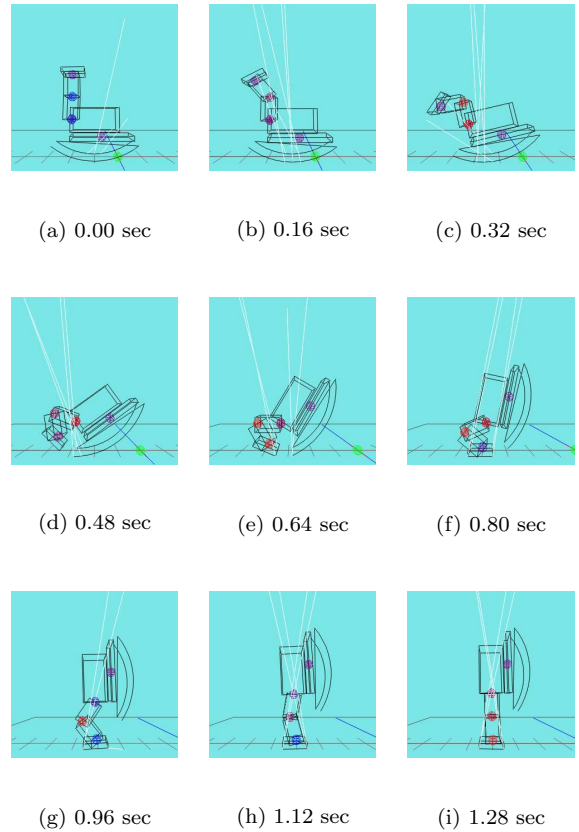 (a) 0.00 sec
(b) 0.16 sec
(c) 0.32 sec
(d) 0.48 sec
(e) 0.64 sec
(f) 0.80 sec
(g) 0.96 sec
(h) 1.12 sec
(i) 1.28 sec